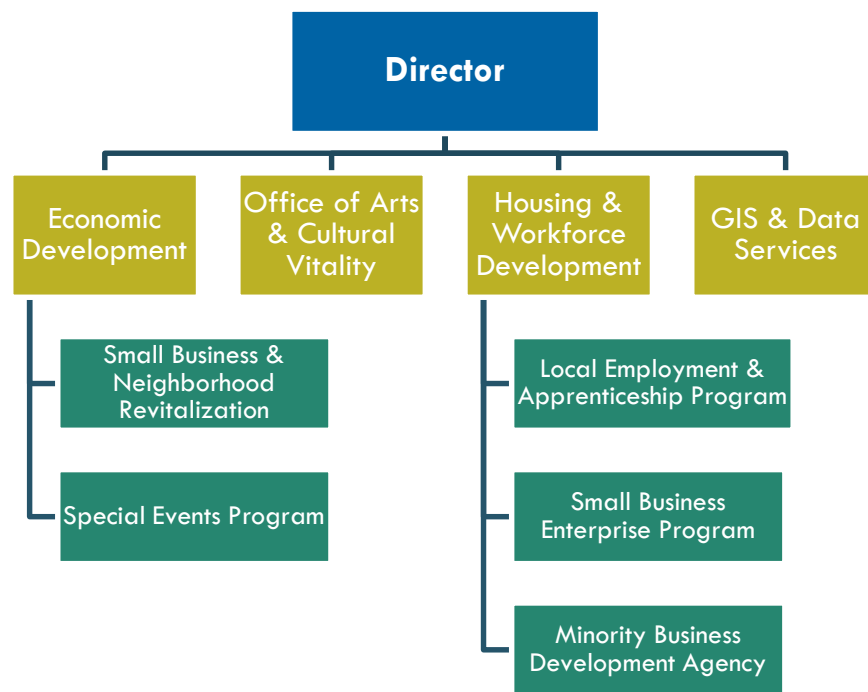 Director
Economic
Development
Office of Arts
& Cultural
Vitality
Housing &
Workforce
Development
GIS & Data
Services
Small Business &
Neighborhood
Revitalization
Special Events Program
Local Employment &
Apprenticeship Program
Small Business
Enterprise Program
Minority Business
Development Agency